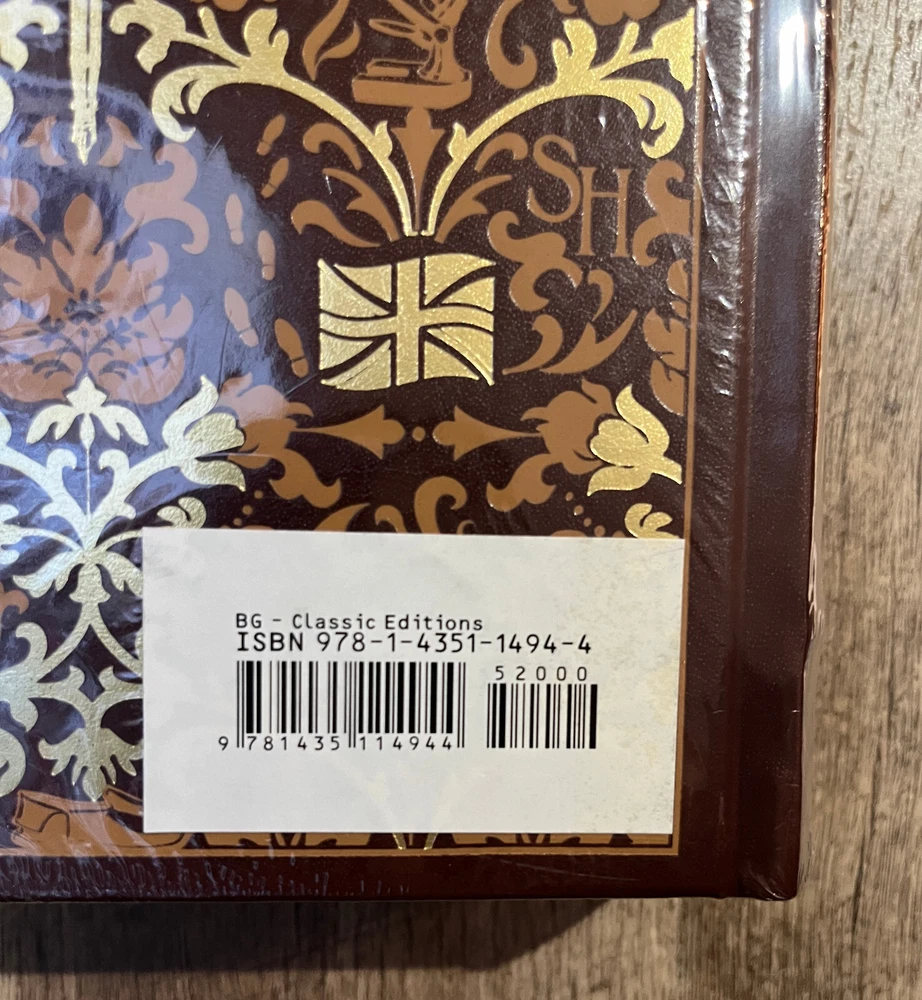 SH
BG - Classic Editions
ISBN 978-1-4351-1494-4
52000
9 781435 114944